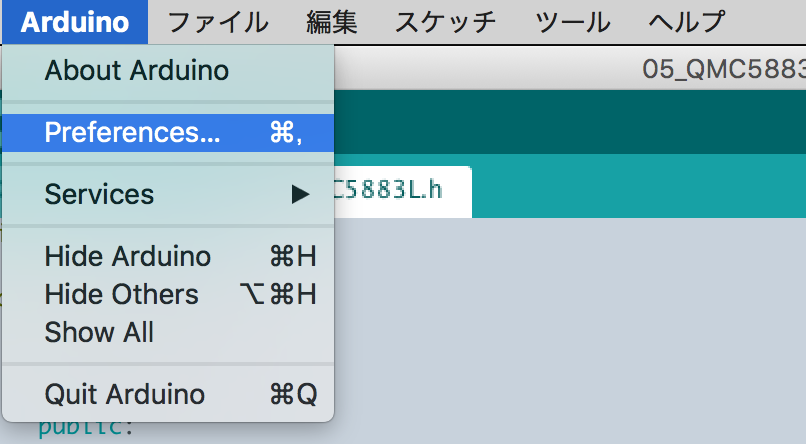 Arduino ファイル 編集 スケッチ ツール ヘルプ
About Arduino
05_QMC5883
Preferences... ⌘,
Services ▶
C5883L.h
Hide Arduino ⌘H
Hide Others ⌥⌘H
Show All
Quit Arduino ⌘Q
public: